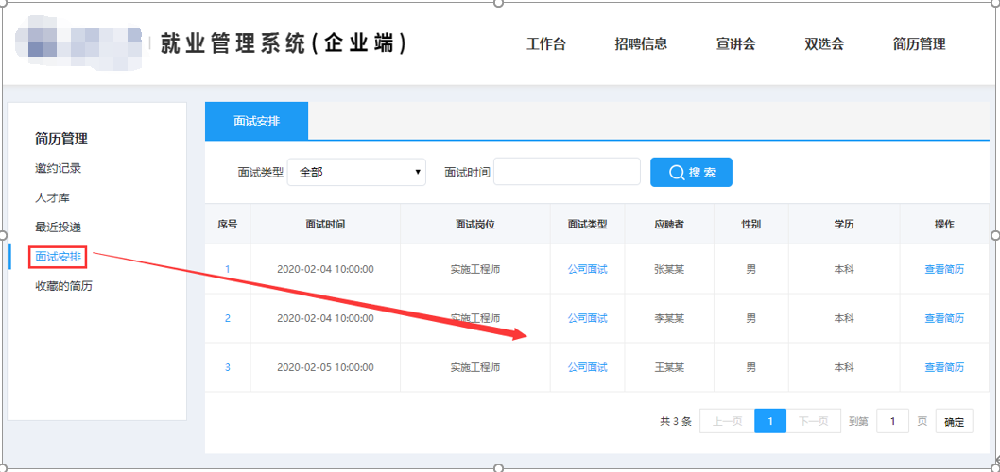 就业管理系统(企业端)
工作台 招聘信息 宣讲会 双选会 简历管理
简历管理
邀约记录
人才库
最近投递
面试安排
收藏的简历
面试安排
面试类型 全部 面试时间 搜索
序号 面试时间 面试岗位 面试类型 应聘者 性别 学历 操作
1 2020-02-04 10:00:00 实施工程师 公司面试 张某某 男 本科 查看简历
2 2020-02-04 10:00:00 实施工程师 公司面试 李某某 男 本科 查看简历
3 2020-02-05 10:00:00 实施工程师 公司面试 王某某 男 本科 查看简历
共 3 条 上一页 1 下一页 到第 1 页 确定